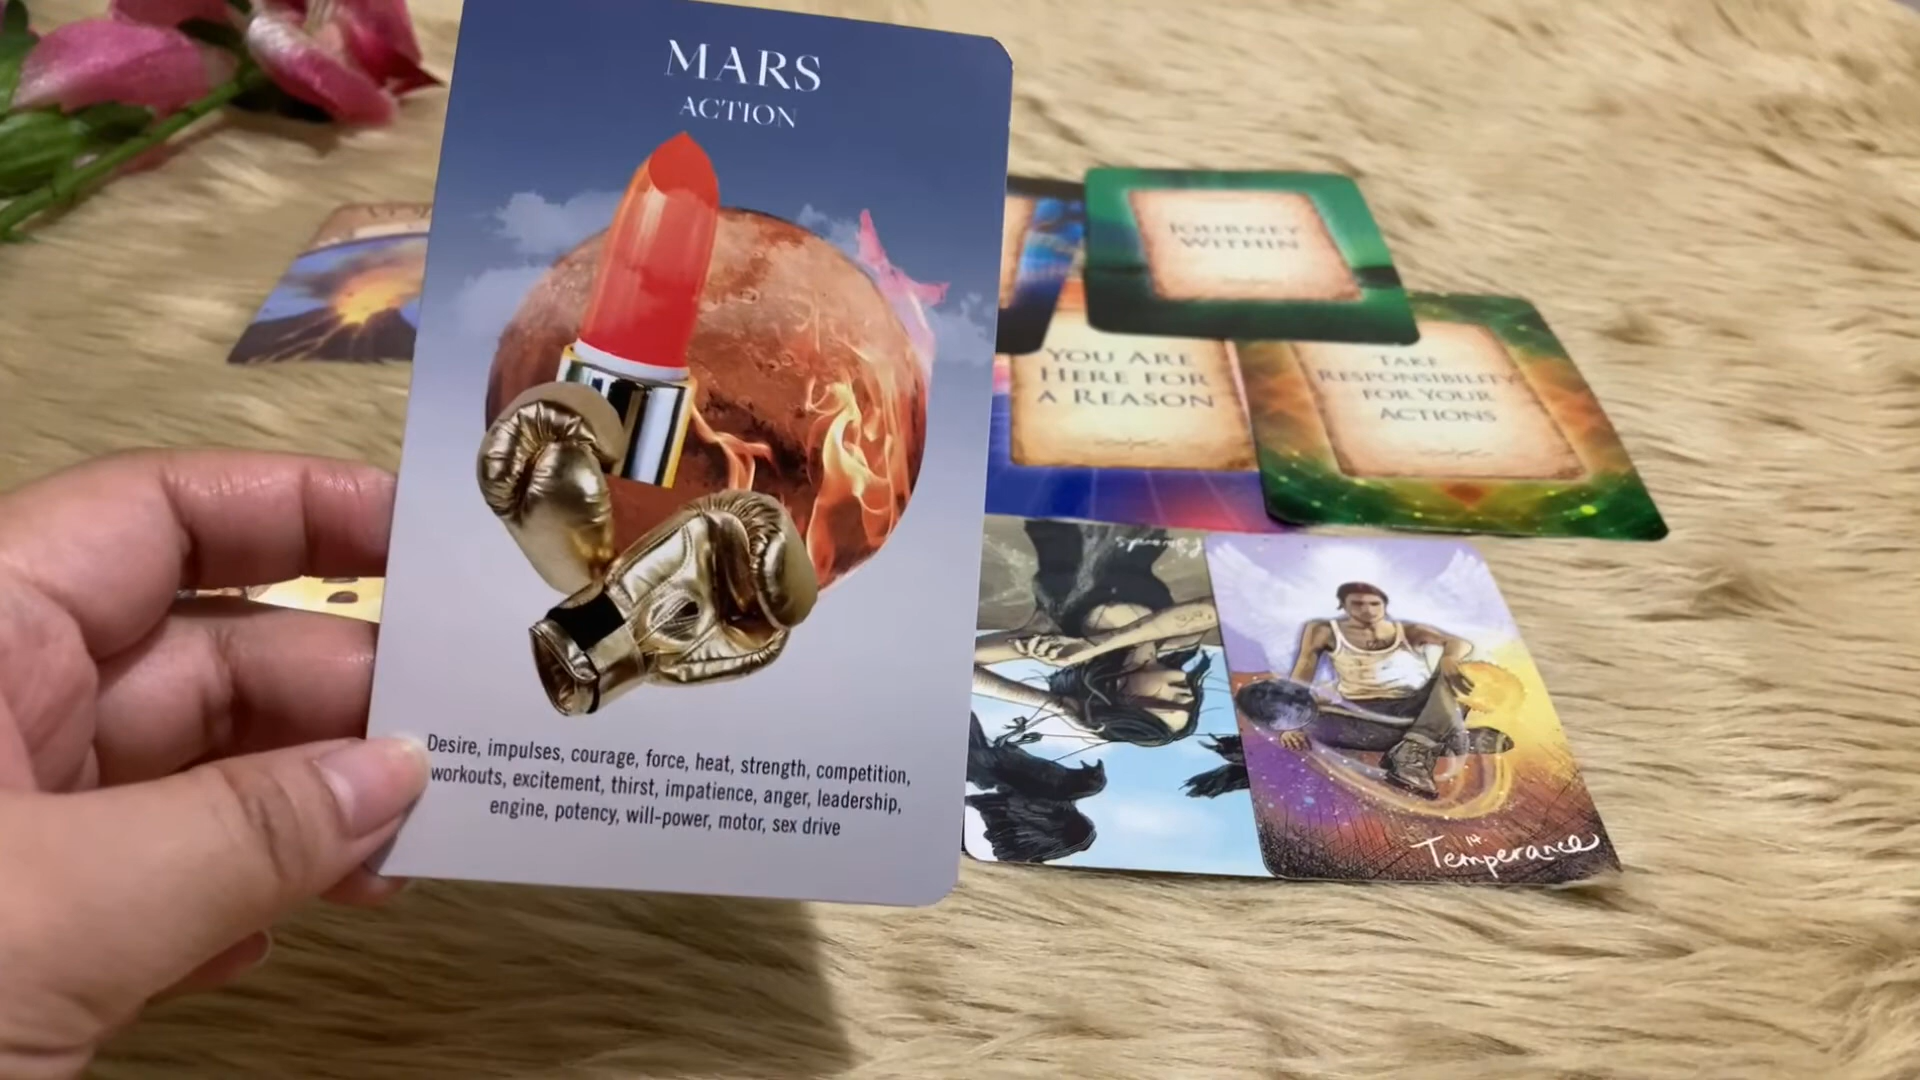 MARS
ACTION
Desire, impulses, courage, force, heat, strength, competition,
workouts, excitement, thirst, impatience, anger, leadership,
engine, potency, will-power, motor, sex drive
JOURNEY
WITHIN
YOU ARE
HERE FOR
A REASON
TAKE
RESPONSIBILITY
FOR YOUR
ACTIONS
14
Temperance